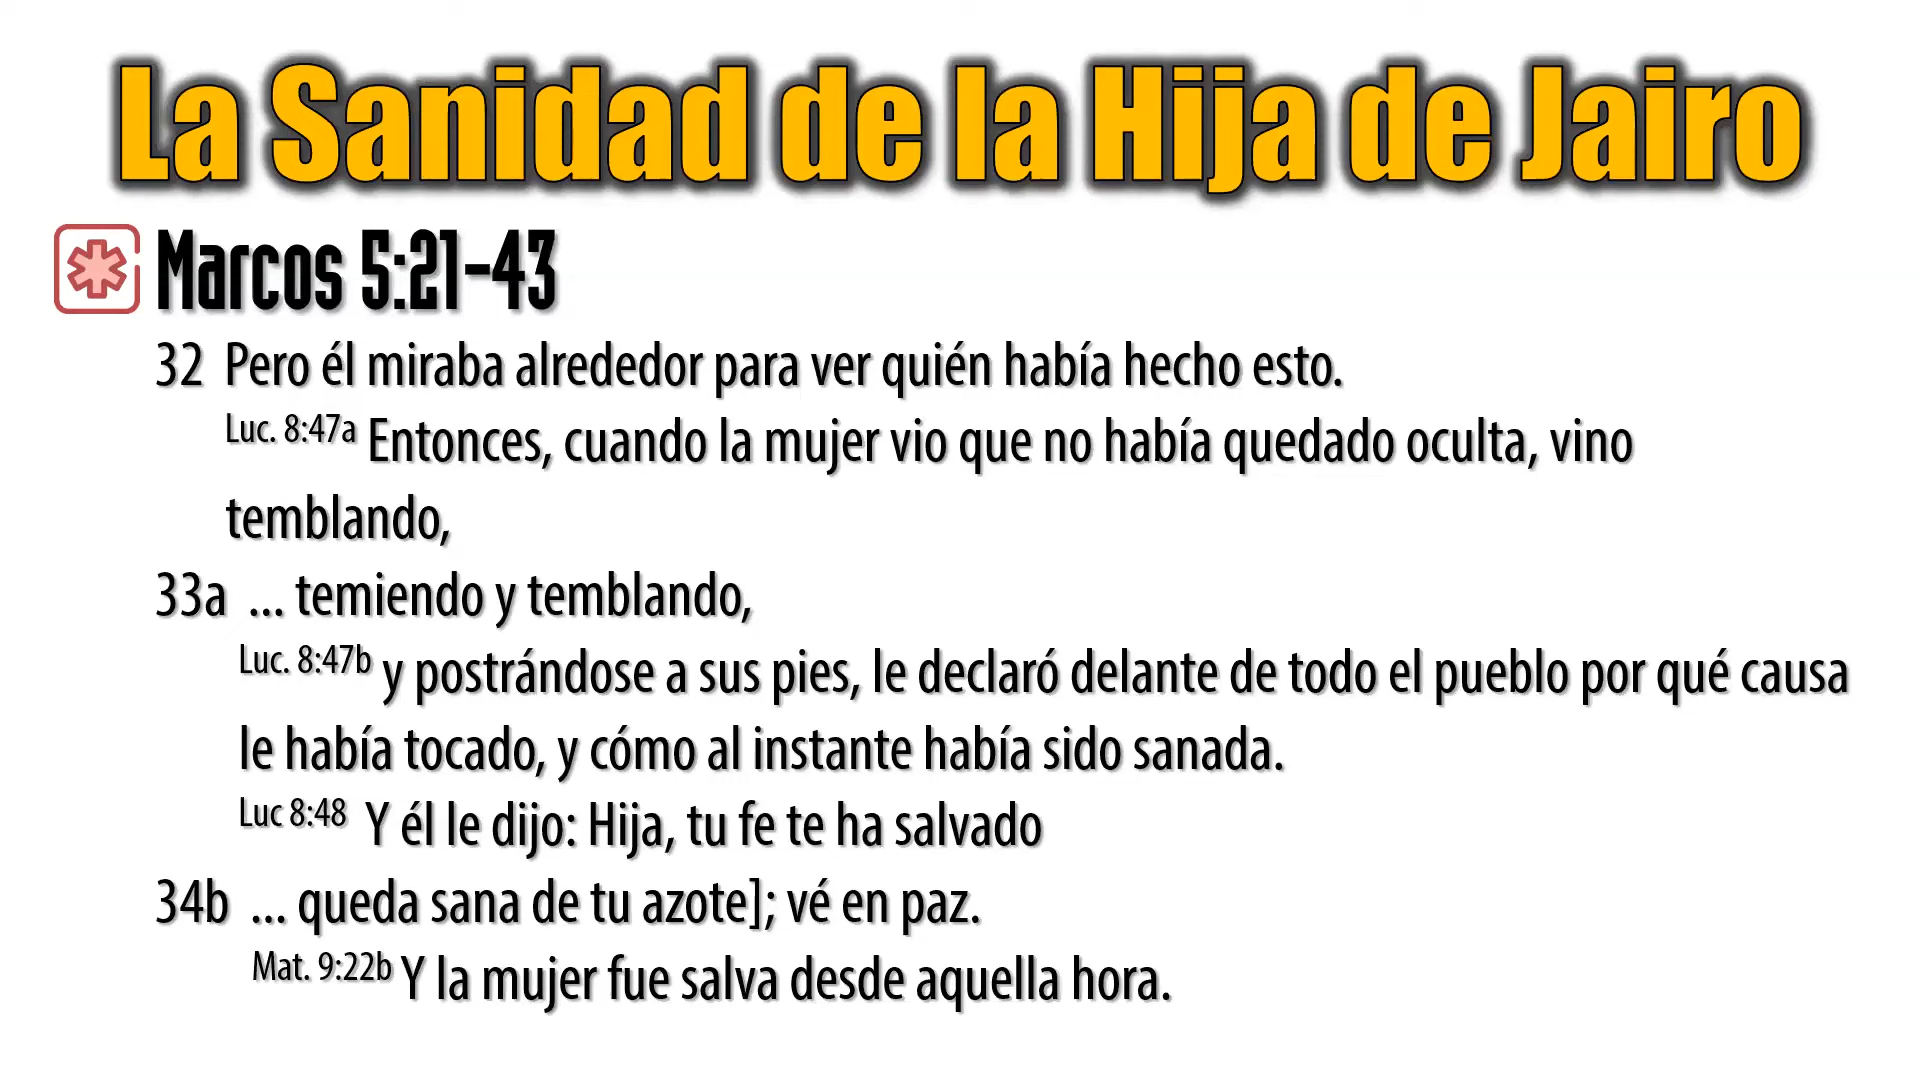 La Sanidad de la Hija de Jairo
Marcos 5:21-43
32 Pero él miraba alrededor para ver quién había hecho esto.
Luc. 8:47a Entonces, cuando la mujer vio que no había quedado oculta, vino
temblando,
33a ... temiendo y temblando,
Luc. 8:47b y postrándose a sus pies, le declaró delante de todo el pueblo por qué causa
le había tocado, y cómo al instante había sido sanada.
Luc 8:48 Y él le dijo: Hija, tu fe te ha salvado
34b ... queda sana de tu azote]; vé en paz.
Mat. 9:22b Y la mujer fue salva desde aquella hora.